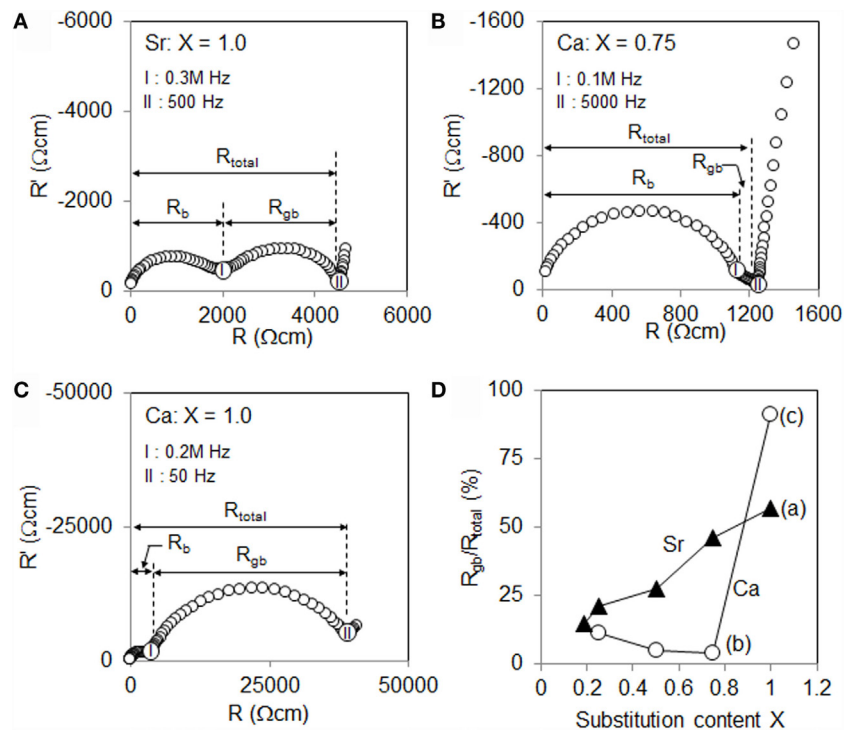 A
Sr: X = 1.0
I : 0.3M Hz
II : 500 Hz
-6000
-4000
-2000
0
R' (Ωcm)
R_total
R_b
R_gb
I
II
0
2000
4000
6000
R (Ωcm)
B
Ca: X = 0.75
I : 0.1M Hz
II : 5000 Hz
-1600
-1200
-800
-400
0
R' (Ωcm)
R_total
R_gb
R_b
I
II
0
400
800
1200
1600
R (Ωcm)
C
Ca: X = 1.0
I : 0.2M Hz
II : 50 Hz
-50000
-25000
0
R' (Ωcm)
R_total
R_b
R_gb
I
II
0
25000
50000
R (Ωcm)
D
100
75
50
25
0
R_gb/R_total (%)
(c)
(a)
Sr
Ca
(b)
0
0.2
0.4
0.6
0.8
1
1.2
Substitution content X